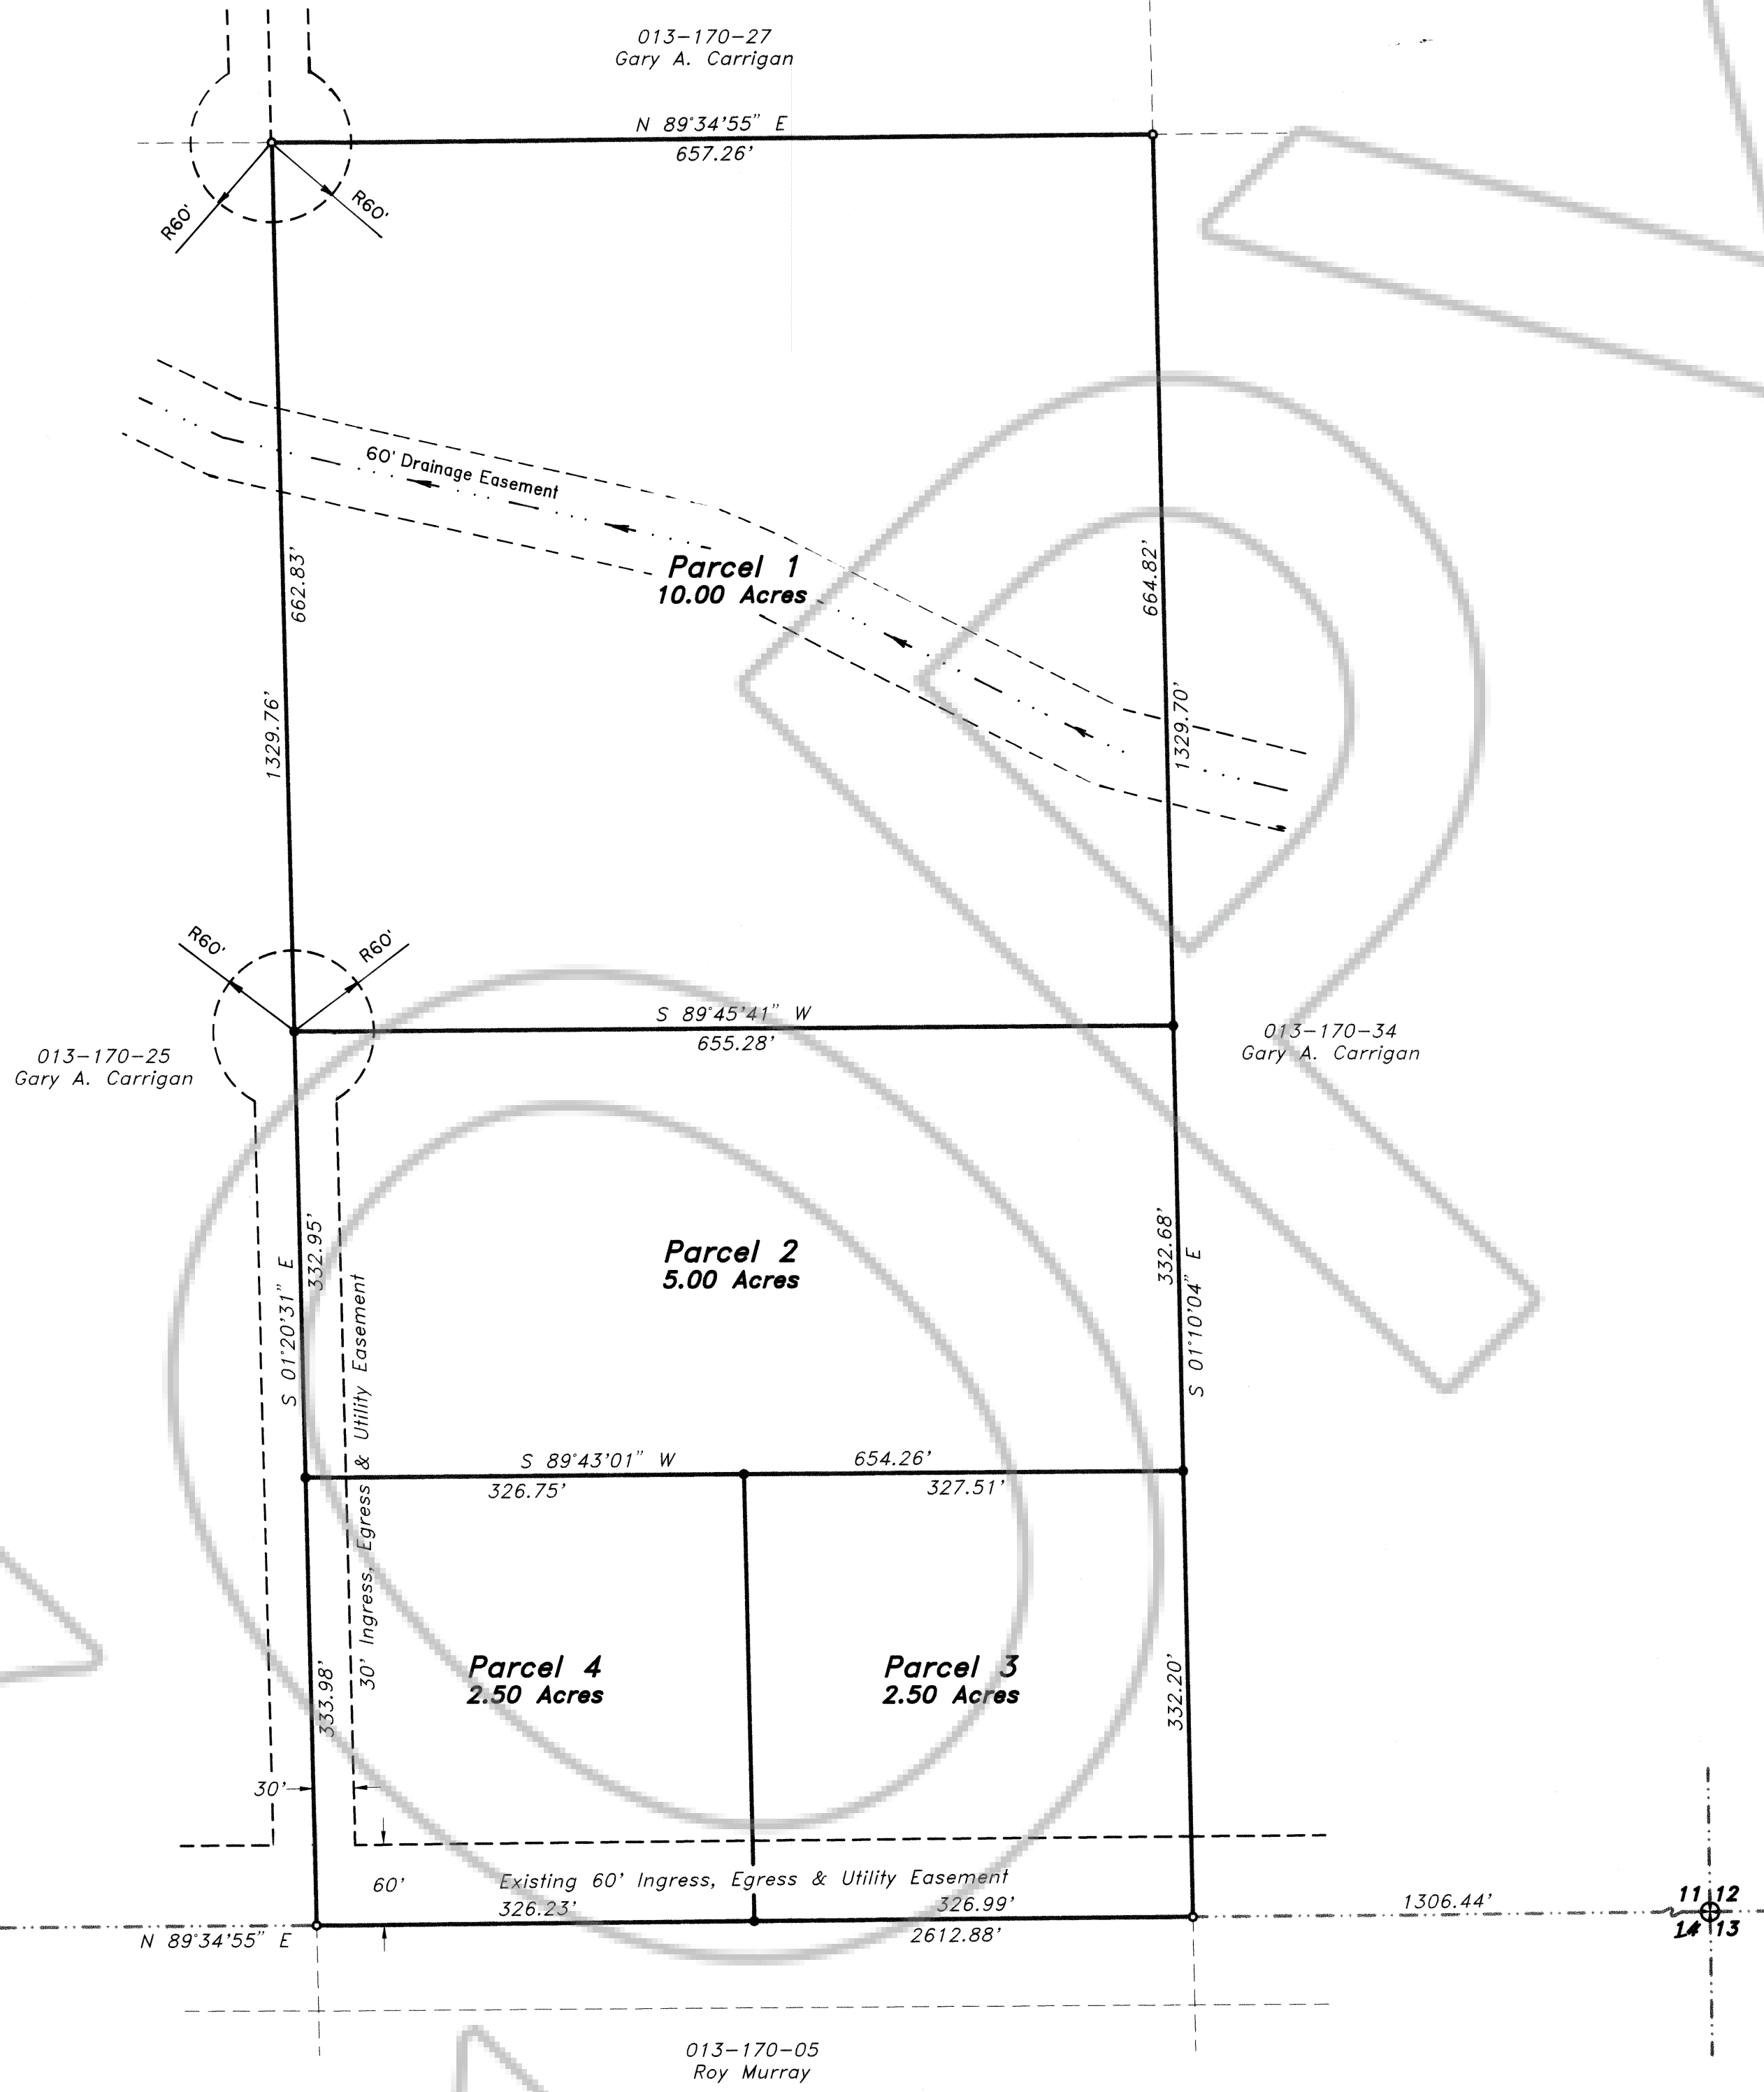 013-170-27
Gary A. Carrigan
N 89°34'55" E
657.26'
R60'
R60'
60' Drainage Easement
Parcel 1
10.00 Acres
662.83'
664.82'
1329.76'
1329.70'
R60'
R60'
S 89°45'41" W
655.28'
013-170-25
Gary A. Carrigan
013-170-34
Gary A. Carrigan
332.95'
S 01°20'31" E
30' Ingress, Egress & Utility Easement
Parcel 2
5.00 Acres
332.68'
S 01°10'04" E
S 89°43'01" W
654.26'
326.75'
327.51'
Parcel 4
2.50 Acres
Parcel 3
2.50 Acres
333.98'
332.20'
30'
60'
Existing 60' Ingress, Egress & Utility Easement
326.23'
326.99'
1306.44'
11 12
14 13
N 89°34'55" E
2612.88'
013-170-05
Roy Murray